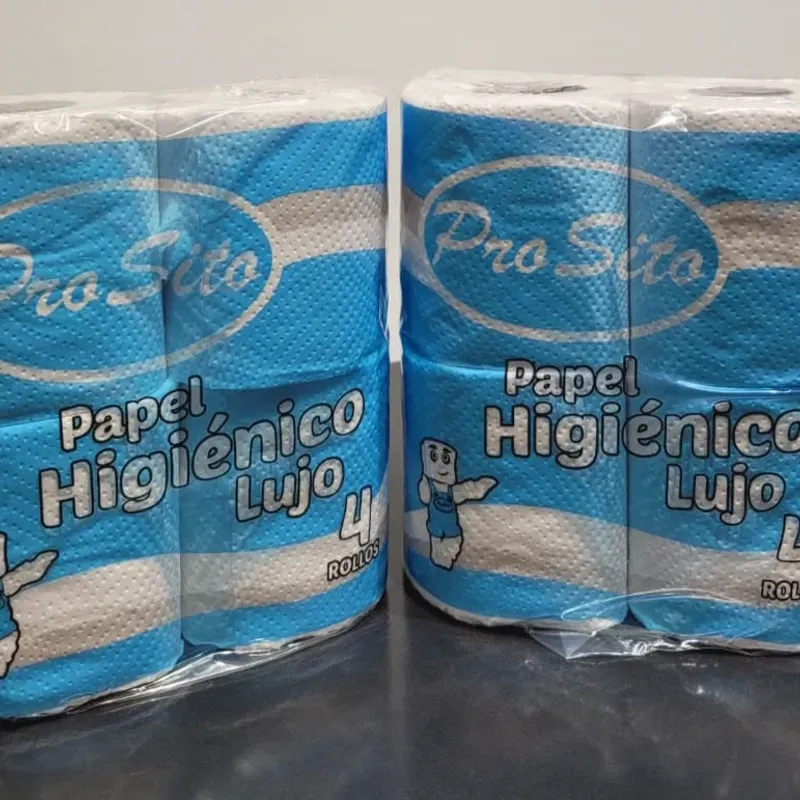 Pro Sito
Papel
Higiénico
Lujo
4
ROLLOS
Pro Sito
Papel
Higiénico
Lujo